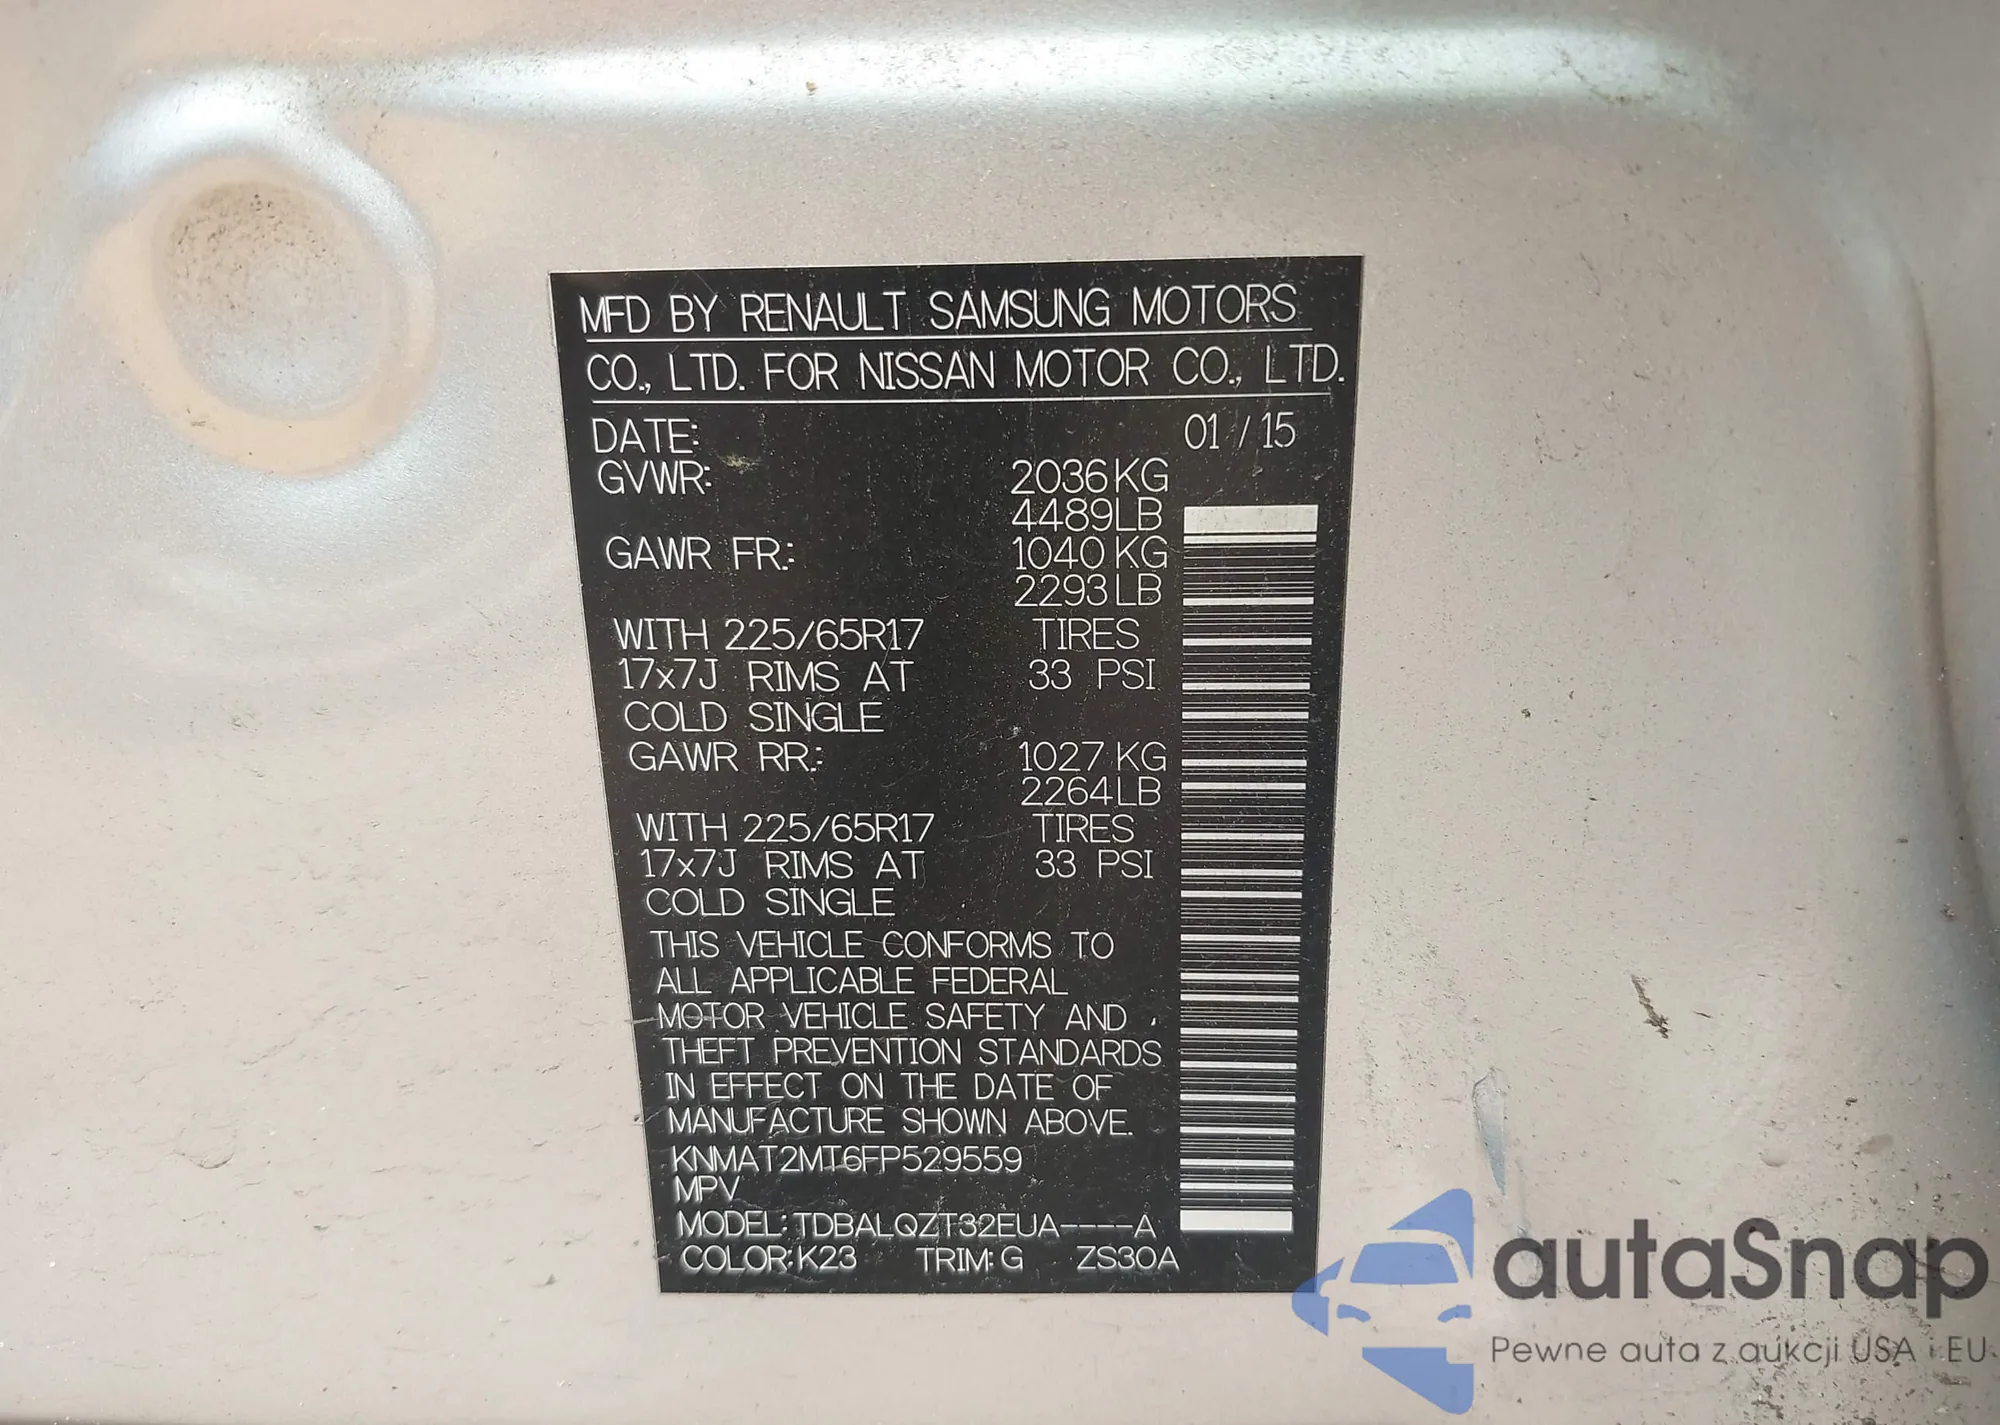 MFD BY RENAULT SAMSUNG MOTORS
CO., LTD. FOR NISSAN MOTOR CO., LTD.
DATE: 01 / 15
GVWR: 2036 KG
4489 LB
GAWR FR.: 1040 KG
2293 LB
WITH 225/65R17 TIRES
17x7J RIMS AT 33 PSI
COLD SINGLE
GAWR RR.: 1027 KG
2264 LB
WITH 225/65R17 TIRES
17x7J RIMS AT 33 PSI
COLD SINGLE
THIS VEHICLE CONFORMS TO
ALL APPLICABLE FEDERAL
MOTOR VEHICLE SAFETY AND
THEFT PREVENTION STANDARDS
IN EFFECT ON THE DATE OF
MANUFACTURE SHOWN ABOVE.
KNMAT2MT6FP529559
MPV
MODEL: TDBALQZT32EUA----A
COLOR: K23 TRIM: G ZS30A
autaSnap
Pewne auta z aukcji USA i EU